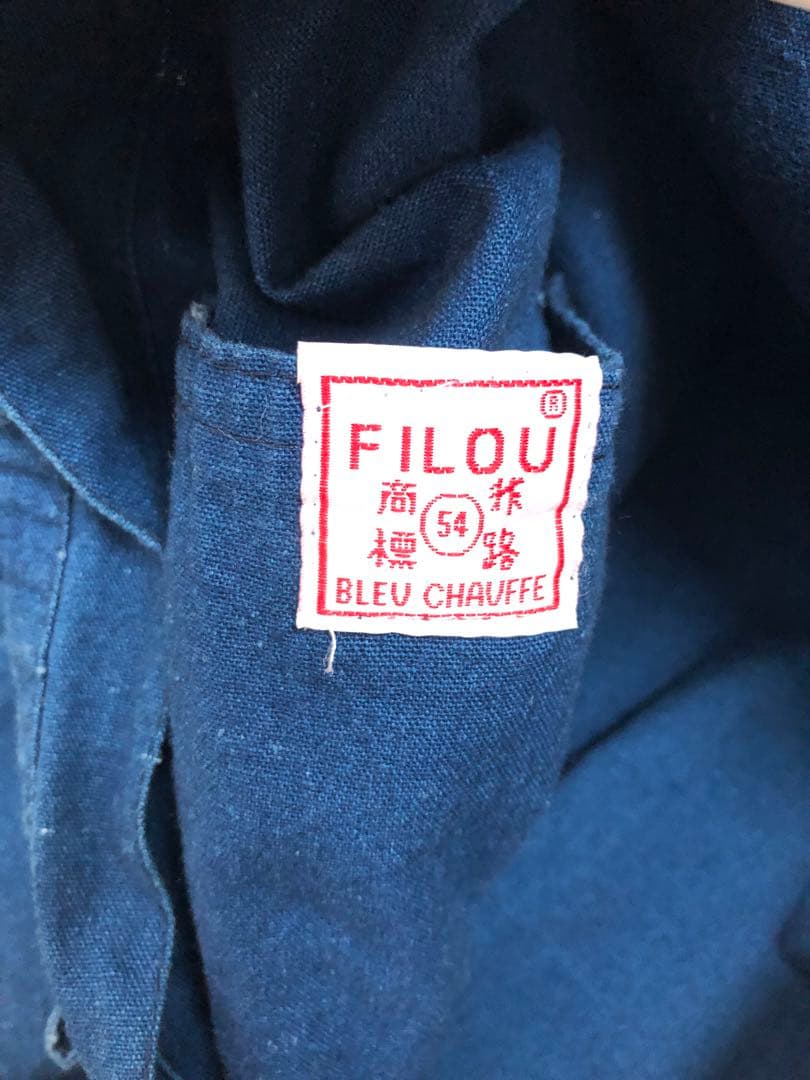 ®
FILOU
商 54
標 路
BLEU CHAUFFE